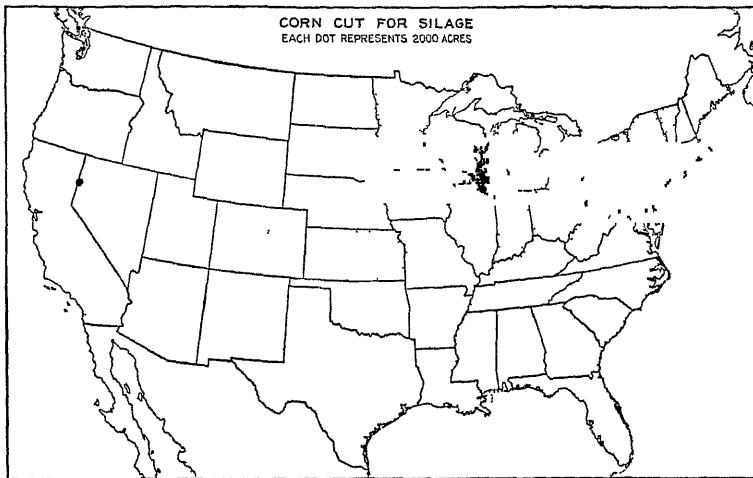 CORN CUT FOR SILAGE
EACH DOT REPRESENTS 2000 ACRES